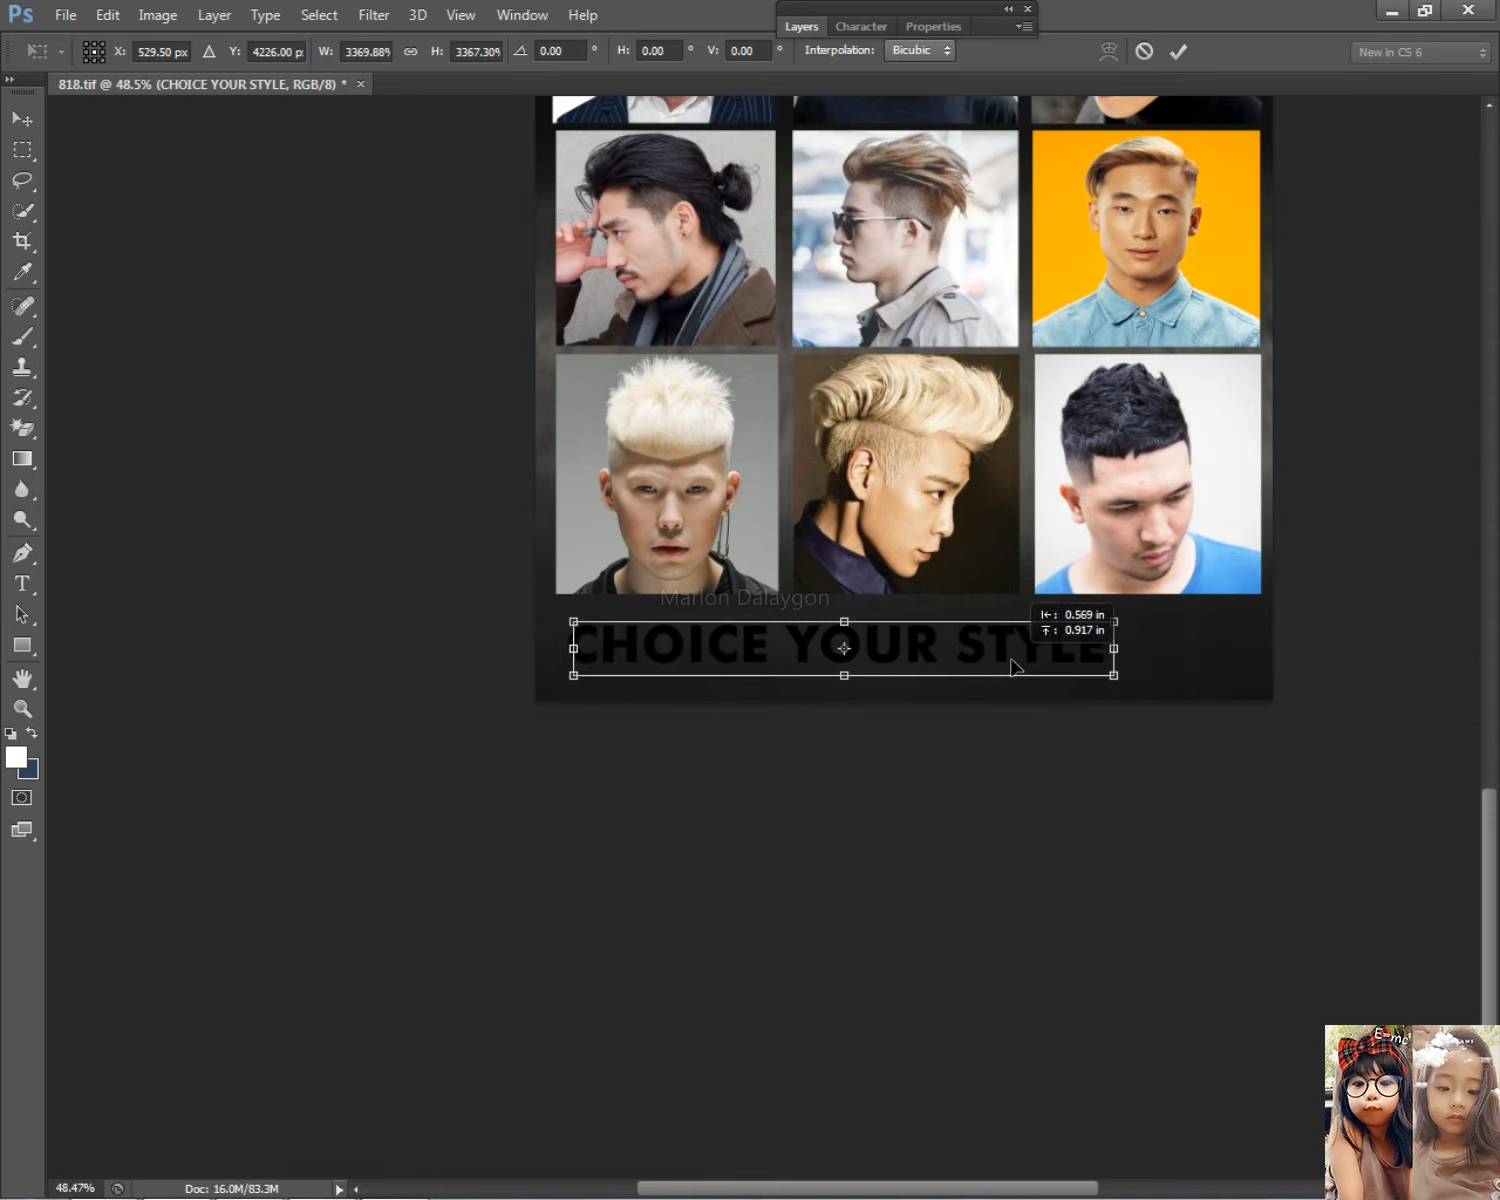 Ps File Edit Image Layer Type Select Filter 3D View Window Help
Layers Character Properties
X: 529.50 px Y: 4226.00 p W: 3369.88% H: 3367.30% 0.00 ° H: 0.00 ° V: 0.00 ° Interpolation: Bicubic New in CS 6
818.tif @ 48.5% (CHOICE YOUR STYLE, RGB/8) *
Marlon Dalaygon
CHOICE YOUR STYLE
0.569 in
0.917 in
T
48.47% Doc: 16.0M/83.3M